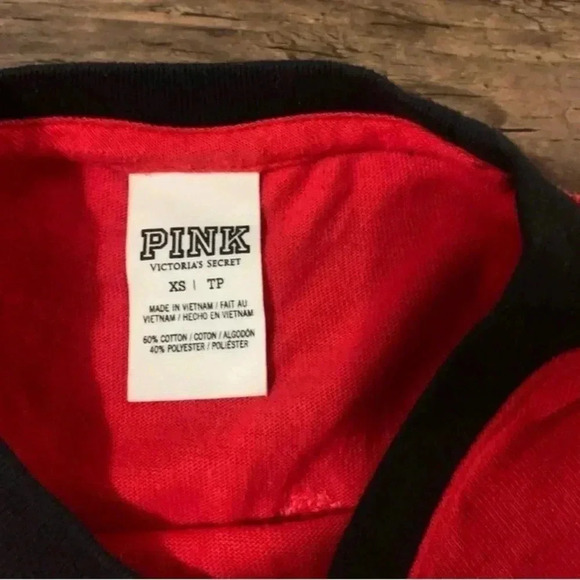 PINK
VICTORIA'S SECRET
XS | TP
MADE IN VIETNAM / FAIT AU
VIETNAM / HECHO EN VIETNAM
60% COTTON / COTON / ALGODÓN
40% POLYESTER / POLIÉSTER